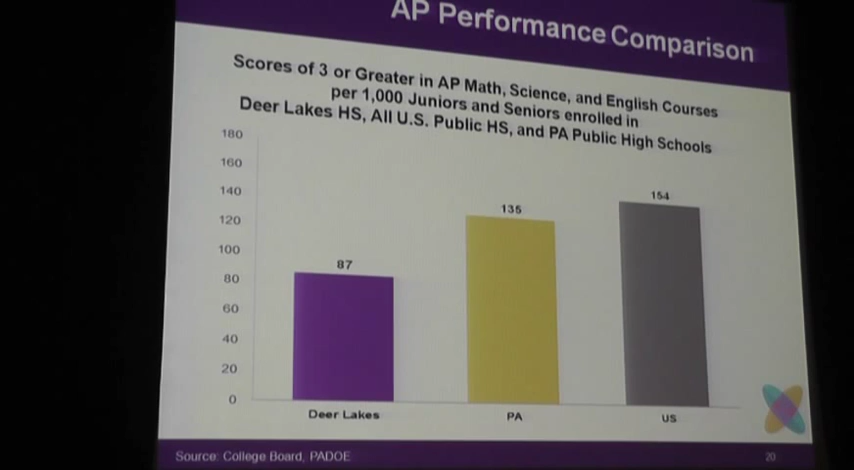 AP Performance Comparison
Scores of 3 or Greater in AP Math, Science, and English Courses
per 1,000 Juniors and Seniors enrolled in
Deer Lakes HS, All U.S. Public HS, and PA Public High Schools
180
160
140
120
100
80
60
40
20
0
87
135
154
Deer Lakes
PA
US
Source: College Board, PADOE
20